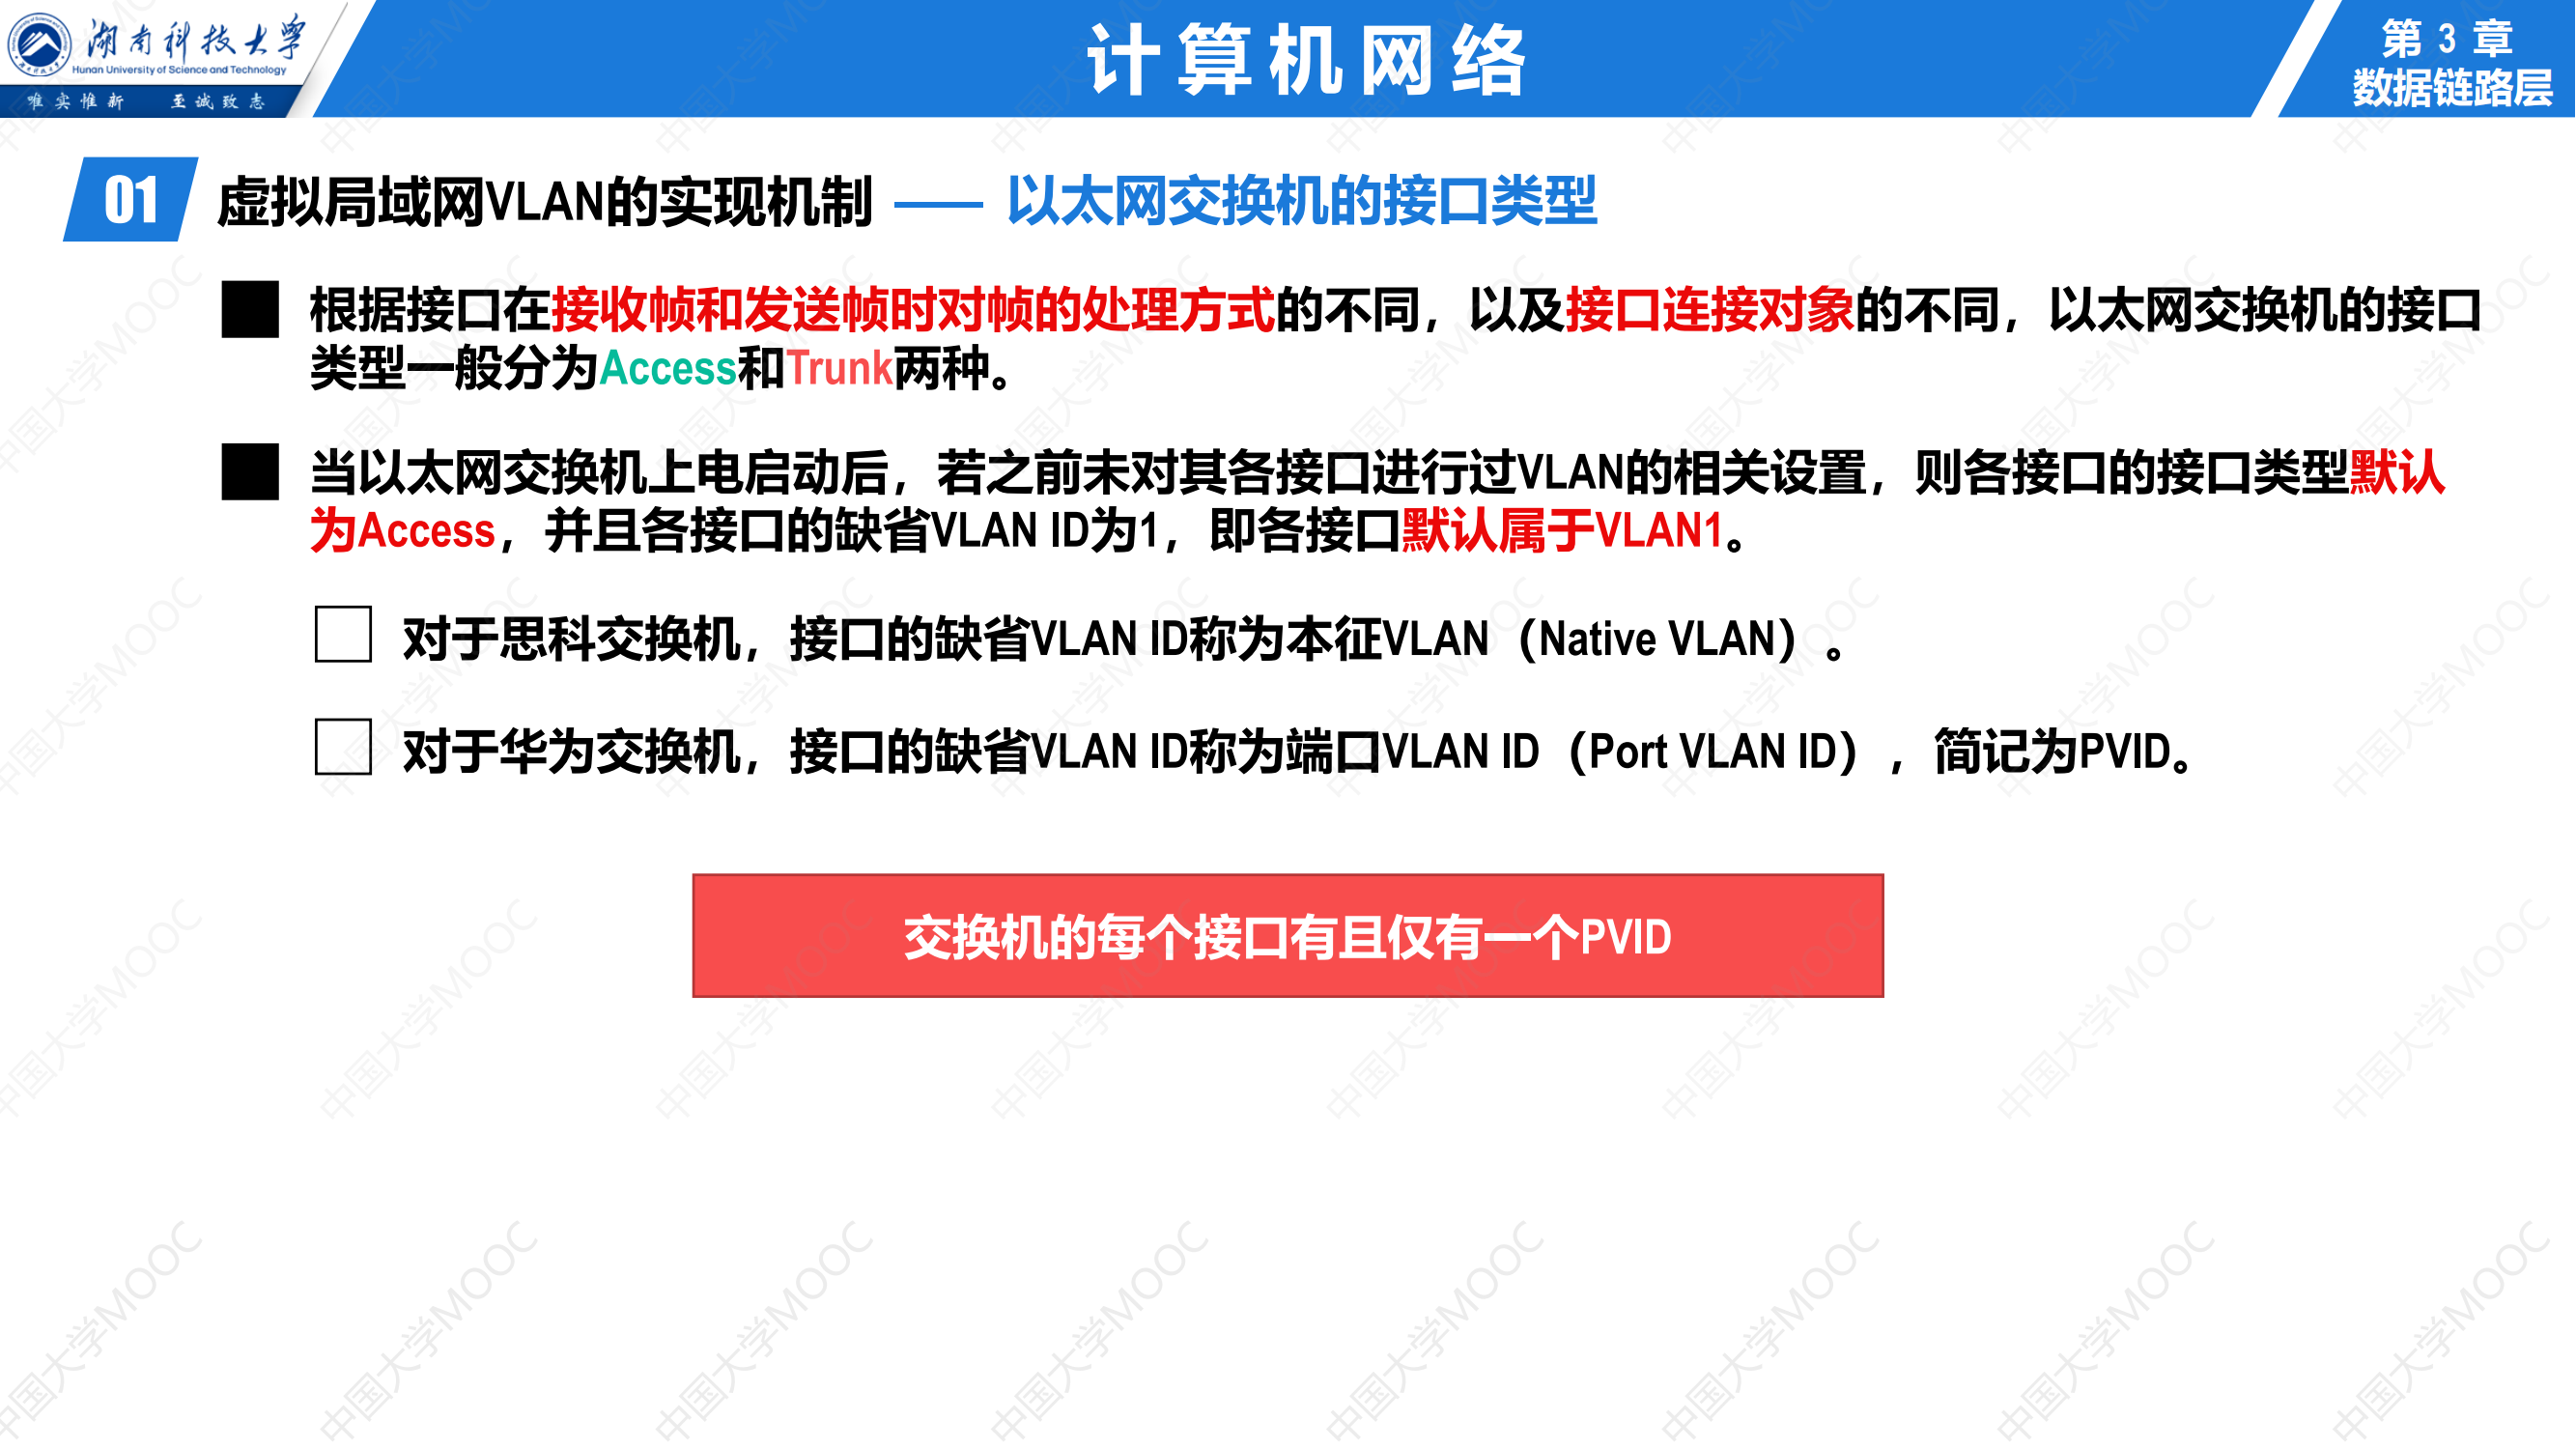 湖南科技大学
Hunan University of Science and Technology
唯实惟新 至诚致志
计算机网络
第 3 章
数据链路层
01 虚拟局域网VLAN的实现机制 —— 以太网交换机的接口类型
根据接口在接收帧和发送帧时对帧的处理方式的不同，以及接口连接对象的不同，以太网交换机的接口
类型一般分为Access和Trunk两种。
当以太网交换机上电启动后，若之前未对其各接口进行过VLAN的相关设置，则各接口的接口类型默认
为Access，并且各接口的缺省VLAN ID为1，即各接口默认属于VLAN1。
对于思科交换机，接口的缺省VLAN ID称为本征VLAN（Native VLAN）。
对于华为交换机，接口的缺省VLAN ID称为端口VLAN ID（Port VLAN ID），简记为PVID。
交换机的每个接口有且仅有一个PVID
中国大学MOOC